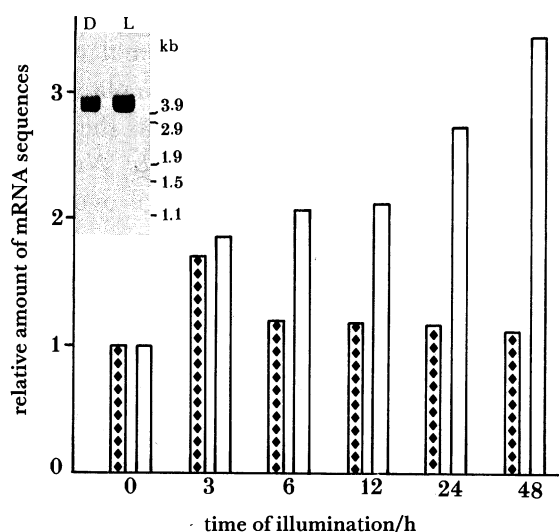 D L
kb
3.9
2.9
1.9
1.5
1.1
relative amount of mRNA sequences
3
2
1
0
0 3 6 12 24 48
time of illumination/h